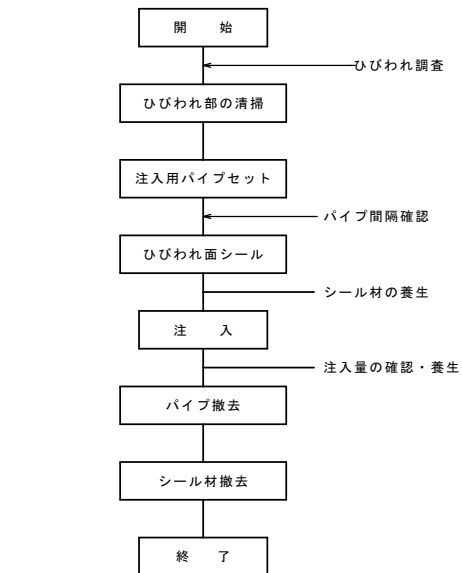 開　始
ひびわれ調査
ひびわれ部の清掃
注入用パイプセット
パイプ間隔確認
ひびわれ面シール
シール材の養生
注　入
注入量の確認・養生
パイプ撤去
シール材撤去
終　了